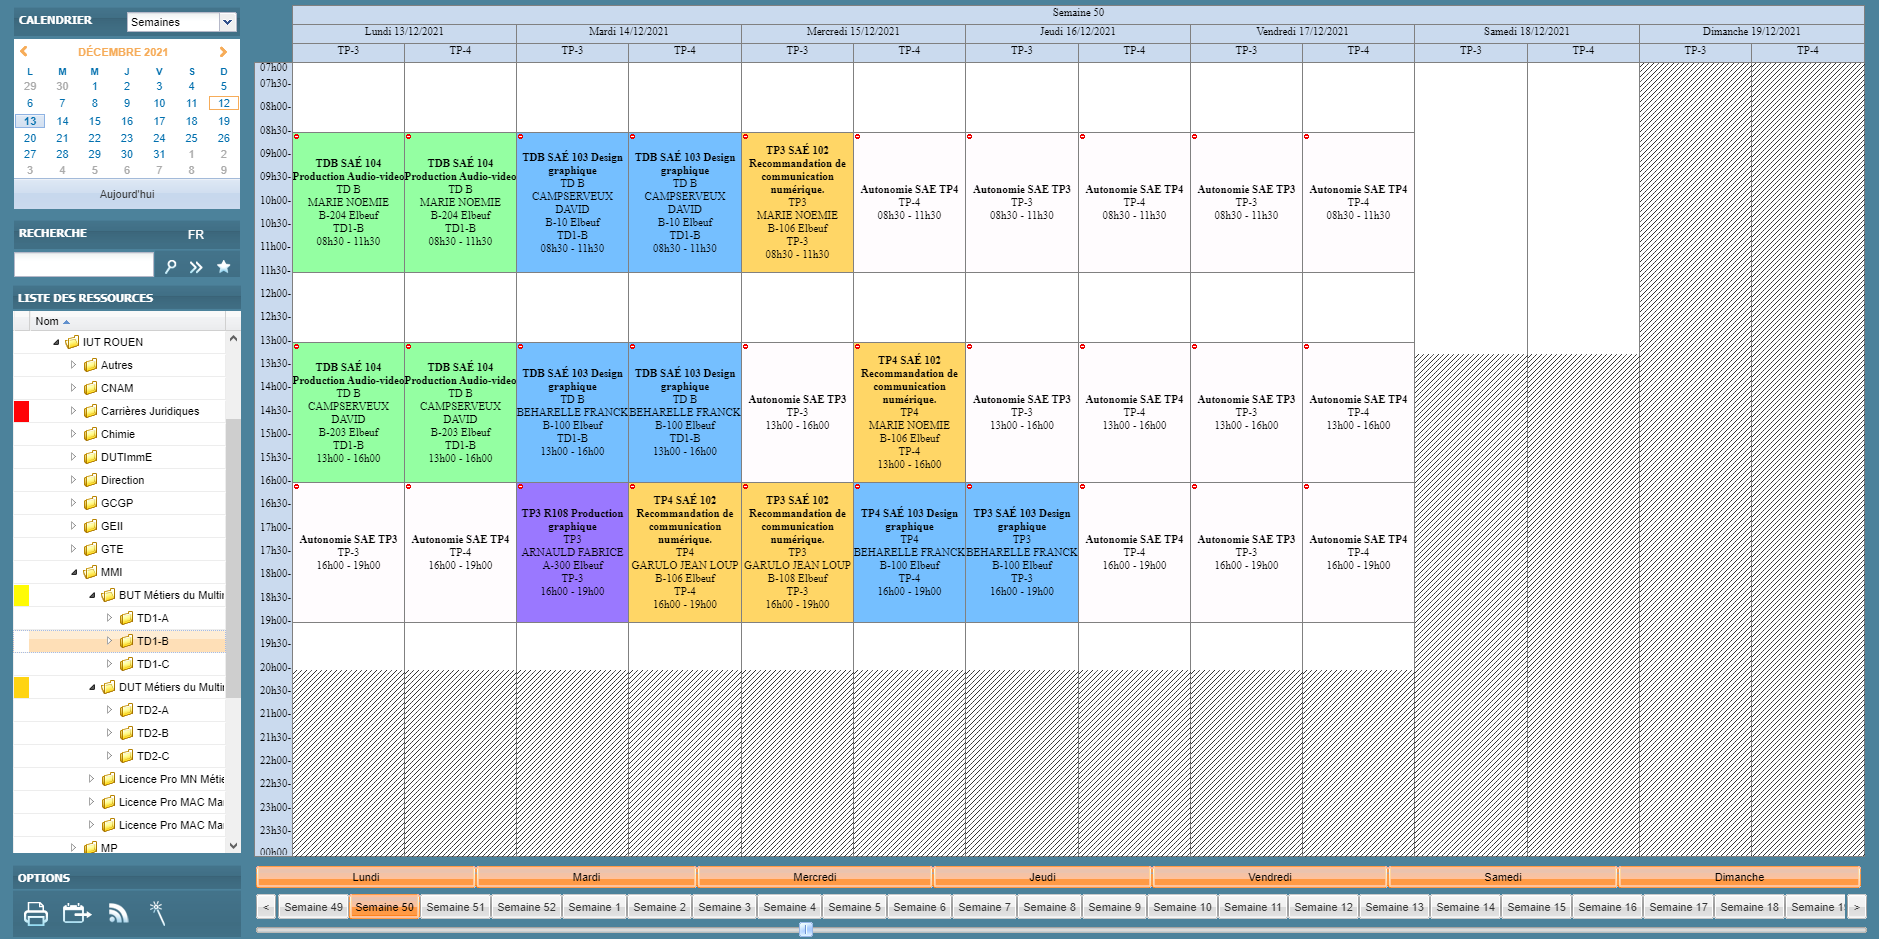 CALENDRIER
Semaines
DÉCEMBRE 2021
L M M J V S D
29 30 1 2 3 4 5
6 7 8 9 10 11 12
13 14 15 16 17 18 19
20 21 22 23 24 25 26
27 28 29 30 31 1 2
3 4 5 6 7 8 9
Aujourd'hui
RECHERCHE FR
LISTE DES RESSOURCES
Nom
IUT ROUEN
Autres
CNAM
Carrières Juridiques
Chimie
DUTImmE
Direction
GCGP
GEII
GTE
MMI
BUT Métiers du Multin
TD1-A
TD1-B
TD1-C
DUT Métiers du Multin
TD2-A
TD2-B
TD2-C
Licence Pro MN Métie
Licence Pro MAC Mai
Licence Pro MAC Mai
MP
OPTIONS
Semaine 50
Lundi 13/12/2021 Mardi 14/12/2021 Mercredi 15/12/2021 Jeudi 16/12/2021 Vendredi 17/12/2021 Samedi 18/12/2021 Dimanche 19/12/2021
TP-3 TP-4 TP-3 TP-4 TP-3 TP-4 TP-3 TP-4 TP-3 TP-4 TP-3 TP-4 TP-3 TP-4
07h00
07h30-
08h00-
08h30-
09h00-
09h30-
10h00-
10h30-
11h00-
11h30-
12h00-
12h30-
13h00-
13h30-
14h00-
14h30-
15h00-
15h30-
16h00-
16h30-
17h00-
17h30-
18h00-
18h30-
19h00-
19h30-
20h00-
20h30-
21h00-
21h30-
22h00-
22h30-
23h00-
23h30-
00h00
TDB SAÉ 104
Production Audio-video
TD B
MARIE NOEMIE
B-204 Elbeuf
TD1-B
08h30 - 11h30
TDB SAÉ 104
Production Audio-video
TD B
MARIE NOEMIE
B-204 Elbeuf
TD1-B
08h30 - 11h30
TDB SAÉ 103 Design
graphique
TD B
CAMPSERVEUX
DAVID
B-10 Elbeuf
TD1-B
08h30 - 11h30
TDB SAÉ 103 Design
graphique
TD B
CAMPSERVEUX
DAVID
B-10 Elbeuf
TD1-B
08h30 - 11h30
TP3 SAÉ 102
Recommandation de
communication
numérique.
TP3
MARIE NOEMIE
B-106 Elbeuf
TP-3
08h30 - 11h30
Autonomie SAE TP4
TP-4
08h30 - 11h30
Autonomie SAE TP3
TP-3
08h30 - 11h30
Autonomie SAE TP4
TP-4
08h30 - 11h30
Autonomie SAE TP3
TP-3
08h30 - 11h30
Autonomie SAE TP4
TP-4
08h30 - 11h30
TDB SAÉ 104
Production Audio-video
TD B
CAMPSERVEUX
DAVID
B-203 Elbeuf
TD1-B
13h00 - 16h00
TDB SAÉ 104
Production Audio-video
TD B
CAMPSERVEUX
DAVID
B-203 Elbeuf
TD1-B
13h00 - 16h00
TDB SAÉ 103 Design
graphique
TD B
BEHARELLE FRANCK
B-100 Elbeuf
TD1-B
13h00 - 16h00
TDB SAÉ 103 Design
graphique
TD B
BEHARELLE FRANCK
B-100 Elbeuf
TD1-B
13h00 - 16h00
Autonomie SAE TP3
TP-3
13h00 - 16h00
TP4 SAÉ 102
Recommandation de
communication
numérique.
TP4
MARIE NOEMIE
B-106 Elbeuf
TP-4
13h00 - 16h00
Autonomie SAE TP3
TP-3
13h00 - 16h00
Autonomie SAE TP4
TP-4
13h00 - 16h00
Autonomie SAE TP3
TP-3
13h00 - 16h00
Autonomie SAE TP4
TP-4
13h00 - 16h00
Autonomie SAE TP3
TP-3
16h00 - 19h00
Autonomie SAE TP4
TP-4
16h00 - 19h00
TP3 R108 Production
graphique
TP3
ARNAULD FABRICE
A-300 Elbeuf
TP-3
16h00 - 19h00
TP4 SAÉ 102
Recommandation de
communication
numérique.
TP4
GARULO JEAN LOUP
B-106 Elbeuf
TP-4
16h00 - 19h00
TP3 SAÉ 102
Recommandation de
communication
numérique.
TP3
GARULO JEAN LOUP
B-108 Elbeuf
TP-3
16h00 - 19h00
TP4 SAÉ 103 Design
graphique
TP4
BEHARELLE FRANCK
B-100 Elbeuf
TP-4
16h00 - 19h00
TP3 SAÉ 103 Design
graphique
TP3
BEHARELLE FRANCK
B-100 Elbeuf
TP-3
16h00 - 19h00
Autonomie SAE TP4
TP-4
16h00 - 19h00
Autonomie SAE TP3
TP-3
16h00 - 19h00
Autonomie SAE TP4
TP-4
16h00 - 19h00
Lundi Mardi Mercredi Jeudi Vendredi Samedi Dimanche
< Semaine 49 Semaine 50 Semaine 51 Semaine 52 Semaine 1 Semaine 2 Semaine 3 Semaine 4 Semaine 5 Semaine 6 Semaine 7 Semaine 8 Semaine 9 Semaine 10 Semaine 11 Semaine 12 Semaine 13 Semaine 14 Semaine 15 Semaine 16 Semaine 17 Semaine 18 Semaine 1 >